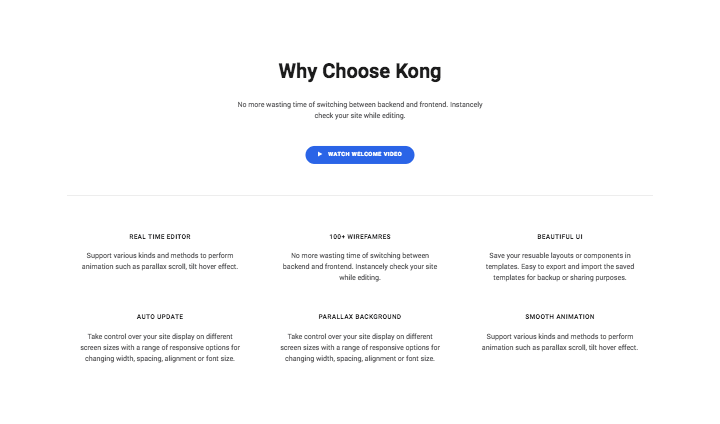 Why Choose Kong
No more wasting time of switching between backend and frontend. Instancely
check your site while editing.
WATCH WELCOME VIDEO
REAL TIME EDITOR
Support various kinds and methods to perform
animation such as parallax scroll, tilt hover effect.
100+ WIREFAMRES
No more wasting time of switching between
backend and frontend. Instancely check your site
while editing.
BEAUTIFUL UI
Save your resuable layouts or components in
templates. Easy to export and import the saved
templates for backup or sharing purposes.
AUTO UPDATE
Take control over your site display on different
screen sizes with a range of responsive options for
changing width, spacing, alignment or font size.
PARALLAX BACKGROUND
Take control over your site display on different
screen sizes with a range of responsive options for
changing width, spacing, alignment or font size.
SMOOTH ANIMATION
Support various kinds and methods to perform
animation such as parallax scroll, tilt hover effect.